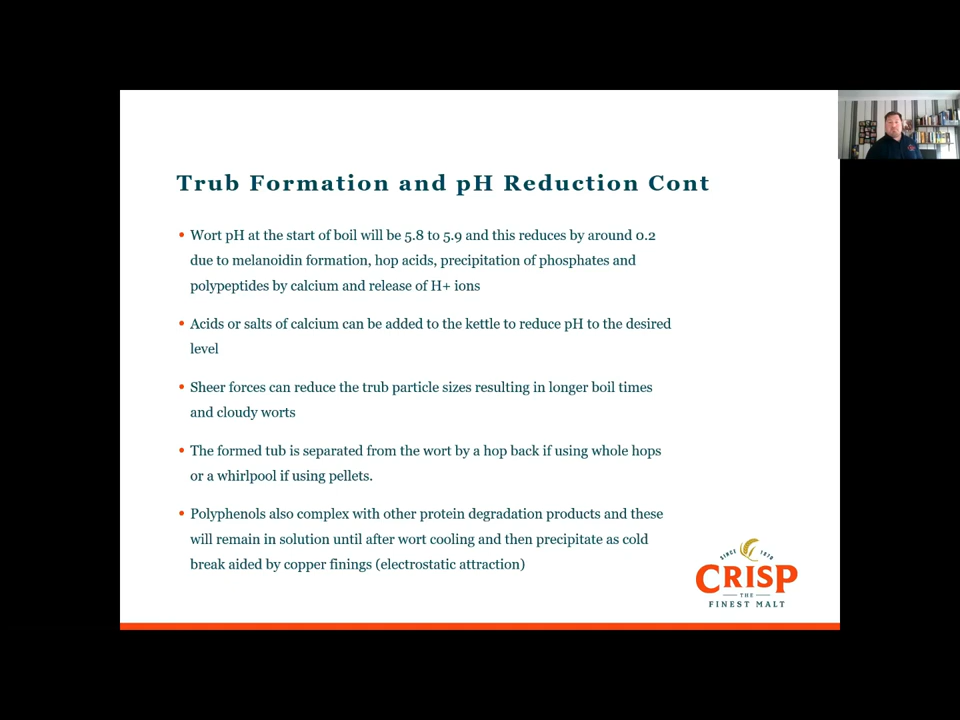 Trub Formation and pH Reduction Cont
• Wort pH at the start of boil will be 5.8 to 5.9 and this reduces by around 0.2
due to melanoidin formation, hop acids, precipitation of phosphates and
polypeptides by calcium and release of H+ ions
• Acids or salts of calcium can be added to the kettle to reduce pH to the desired
level
• Sheer forces can reduce the trub particle sizes resulting in longer boil times
and cloudy worts
• The formed tub is separated from the wort by a hop back if using whole hops
or a whirlpool if using pellets.
• Polyphenols also complex with other protein degradation products and these
will remain in solution until after wort cooling and then precipitate as cold
break aided by copper finings (electrostatic attraction)
SINCE 1870
CRISP
THE
FINEST MALT